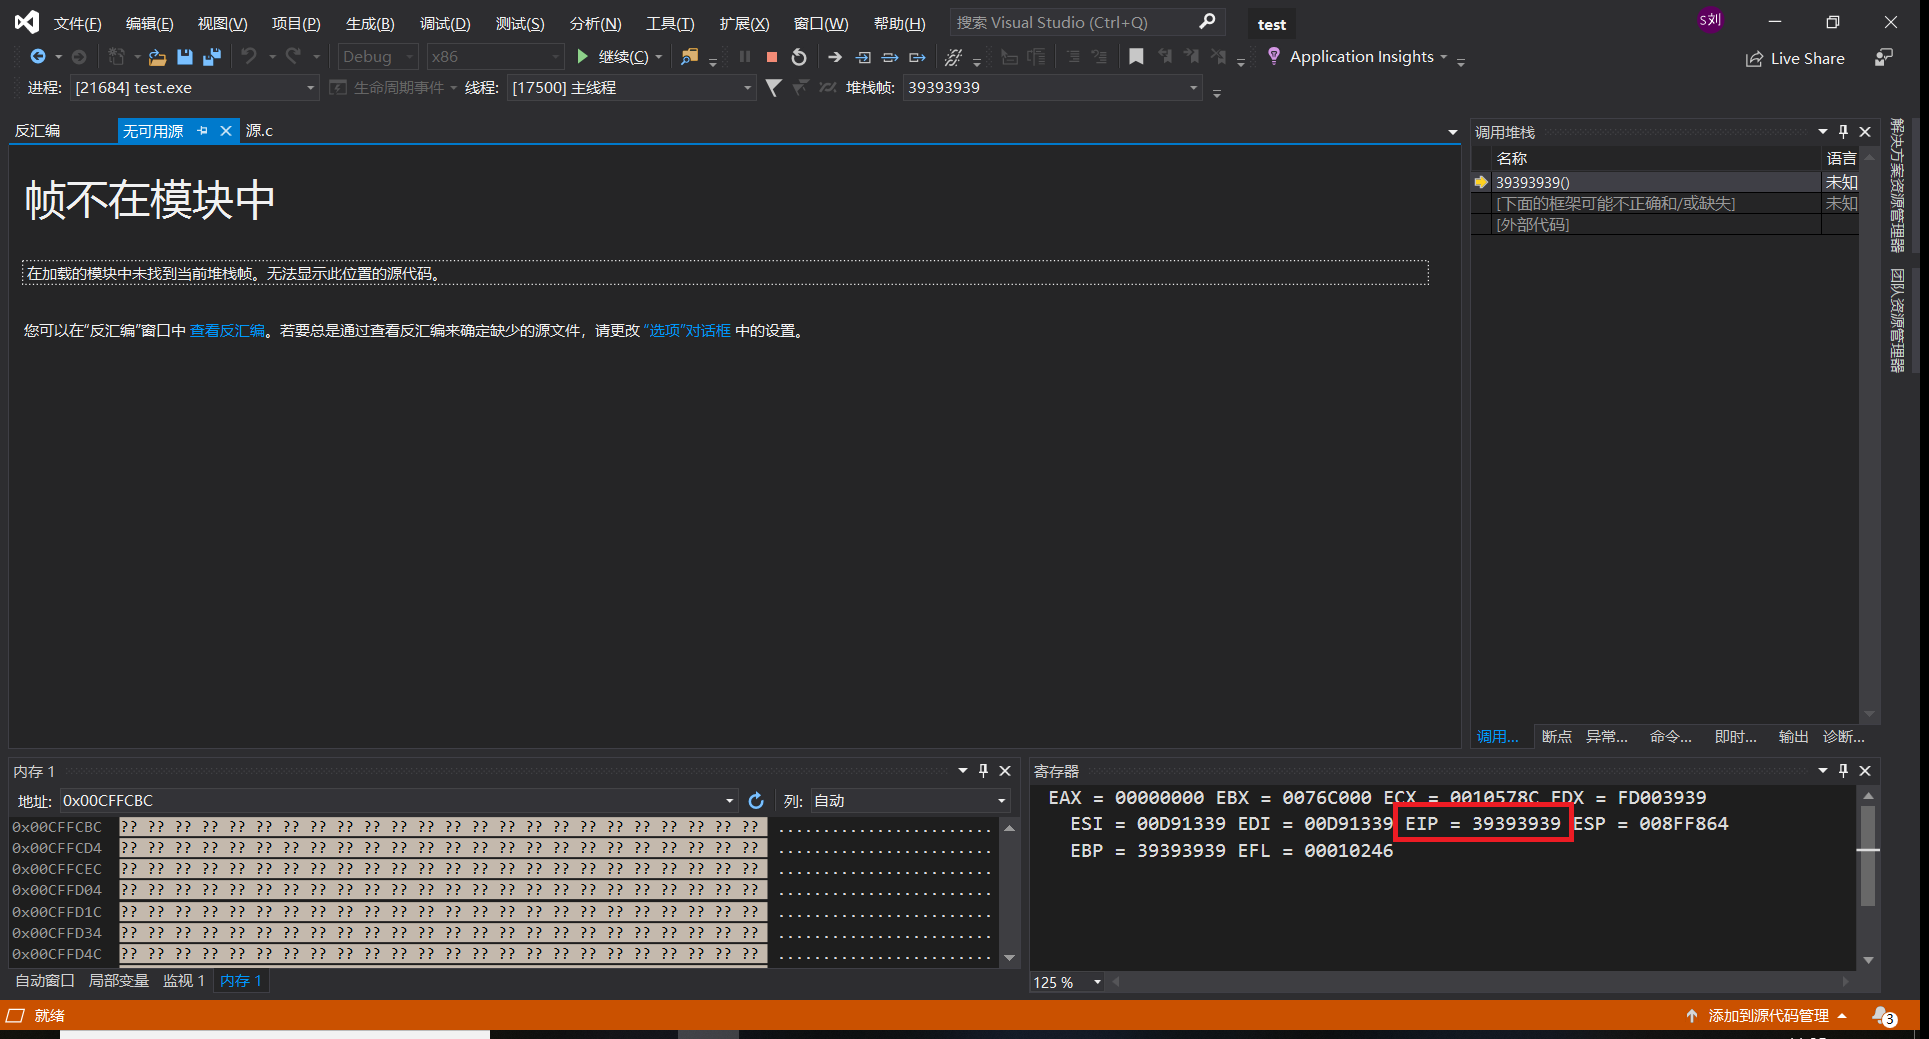 文件(F) 编辑(E) 视图(V) 项目(P) 生成(B) 调试(D) 测试(S) 分析(N) 工具(T) 扩展(X) 窗口(W) 帮助(H) 搜索 Visual Studio (Ctrl+Q) test S刘
Debug x86 继续(C) Application Insights Live Share
进程: [21684] test.exe 生命周期事件 线程: [17500] 主线程 堆栈帧: 39393939
反汇编 无可用源 源.c
帧不在模块中
在加载的模块中未找到当前堆栈帧。无法显示此位置的源代码。
您可以在“反汇编”窗口中 查看反汇编。若要总是通过查看反汇编来确定缺少的源文件，请更改 “选项”对话框 中的设置。
调用堆栈
名称 语言
39393939() 未知
[下面的框架可能不正确和/或缺失] 未知
[外部代码]
调用... 断点 异常... 命令... 即时... 输出 诊断...
解决方案资源管理器
团队资源管理器
内存 1
地址: 0x00CFFCBC 列: 自动
0x00CFFCBC ?? ?? ?? ?? ?? ?? ?? ?? ?? ?? ?? ?? ?? ?? ?? ?? ?? ?? ?? ?? ?? ?? ?? ?? ........................
0x00CFFCD4 ?? ?? ?? ?? ?? ?? ?? ?? ?? ?? ?? ?? ?? ?? ?? ?? ?? ?? ?? ?? ?? ?? ?? ?? ........................
0x00CFFCEC ?? ?? ?? ?? ?? ?? ?? ?? ?? ?? ?? ?? ?? ?? ?? ?? ?? ?? ?? ?? ?? ?? ?? ?? ........................
0x00CFFD04 ?? ?? ?? ?? ?? ?? ?? ?? ?? ?? ?? ?? ?? ?? ?? ?? ?? ?? ?? ?? ?? ?? ?? ?? ........................
0x00CFFD1C ?? ?? ?? ?? ?? ?? ?? ?? ?? ?? ?? ?? ?? ?? ?? ?? ?? ?? ?? ?? ?? ?? ?? ?? ........................
0x00CFFD34 ?? ?? ?? ?? ?? ?? ?? ?? ?? ?? ?? ?? ?? ?? ?? ?? ?? ?? ?? ?? ?? ?? ?? ?? ........................
0x00CFFD4C ?? ?? ?? ?? ?? ?? ?? ?? ?? ?? ?? ?? ?? ?? ?? ?? ?? ?? ?? ?? ?? ?? ?? ?? ........................
自动窗口 局部变量 监视 1 内存 1
寄存器
EAX = 00000000 EBX = 0076C000 ECX = 0010578C EDX = FD003939
ESI = 00D91339 EDI = 00D91339 EIP = 39393939 ESP = 008FF864
EBP = 39393939 EFL = 00010246
125 %
就绪 添加到源代码管理 3